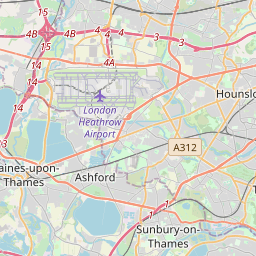 4B
15
4
3
4
4
3
4B
15
14
4A
14
Hounslo
London
Heathrow
Airport
A312
aines-upon-
Thames
Ashford
Sunbury-on-
Thames
T